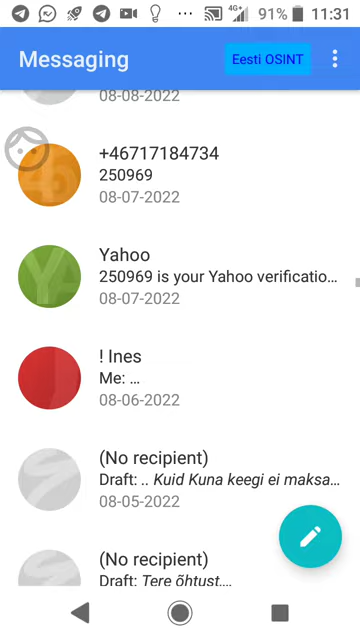 4G+ 91% 11:31
Messaging
Eesti OSINT
08-08-2022
+46717184734
250969
08-07-2022
Yahoo
250969 is your Yahoo verificatio...
08-07-2022
! Ines
Me: ...
08-06-2022
(No recipient)
Draft: .. Kuid Kuna keegi ei maksa...
08-05-2022
(No recipient)
Draft: Tere õhtust....